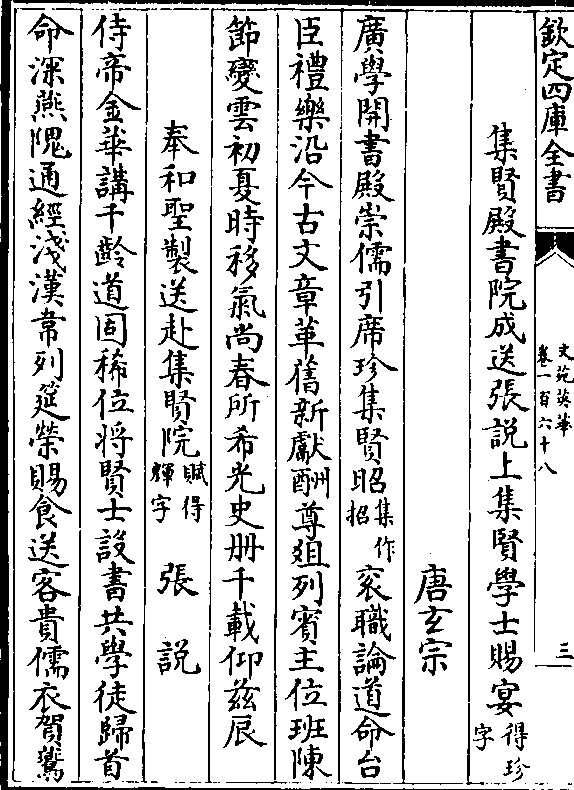 欽定四庫全書
文苑英華
卷一百六十八
三
集賢殿書院成送張說上集賢學士賜宴得珍字
唐玄宗
廣學開書殿崇儒引席珍集賢昭集作招衮職論道命台
臣禮樂沿今古文章革舊新獻酬尊俎列賓主位班陳
節變雲初夏時移氣尚春所希光史册千載仰茲辰
奉和聖製送赴集賢院賦得輝字 張說
侍帝金華講千齡道固稀位將賢士設書共學徒歸首
命深燕隗通經淺漢韋列筵榮賜食送客貴儒衣賀鷰